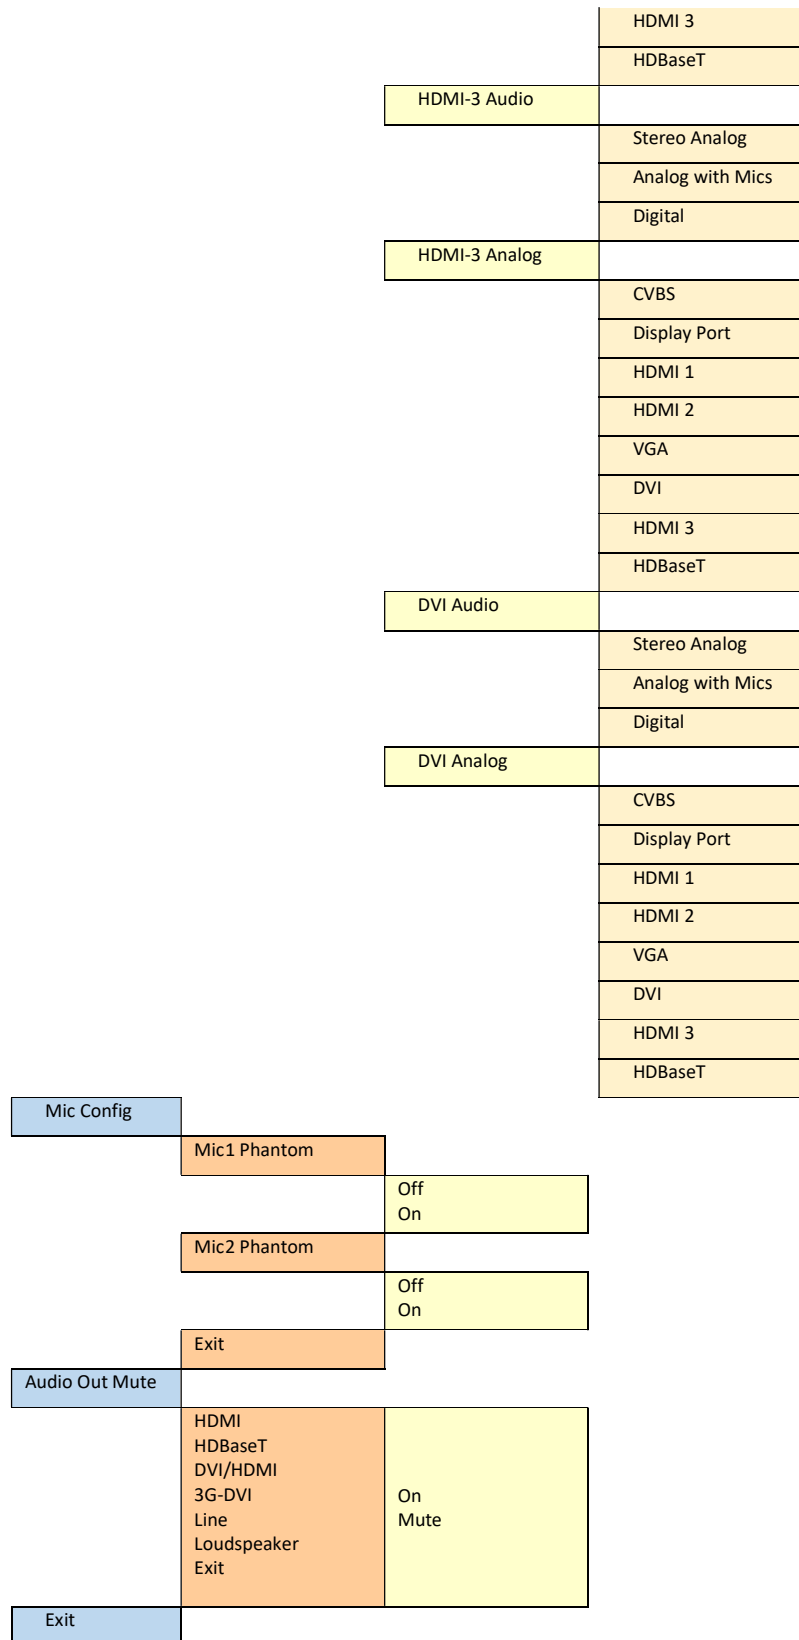 HDMI 3
HDBaseT
HDMI-3 Audio
Stereo Analog
Analog with Mics
Digital
HDMI-3 Analog
CVBS
Display Port
HDMI 1
HDMI 2
VGA
DVI
HDMI 3
HDBaseT
DVI Audio
Stereo Analog
Analog with Mics
Digital
DVI Analog
CVBS
Display Port
HDMI 1
HDMI 2
VGA
DVI
HDMI 3
HDBaseT
Mic Config
Mic1 Phantom
Off
On
Mic2 Phantom
Off
On
Exit
Audio Out Mute
HDMI
HDBaseT
DVI/HDMI
3G-DVI
Line
Loudspeaker
Exit
On
Mute
Exit